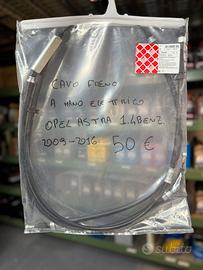 CAVO FRENO
A MANO ELETTRICO
OPEL ASTRA 1.4 BENZ.
2009-2016 50 €
Subito